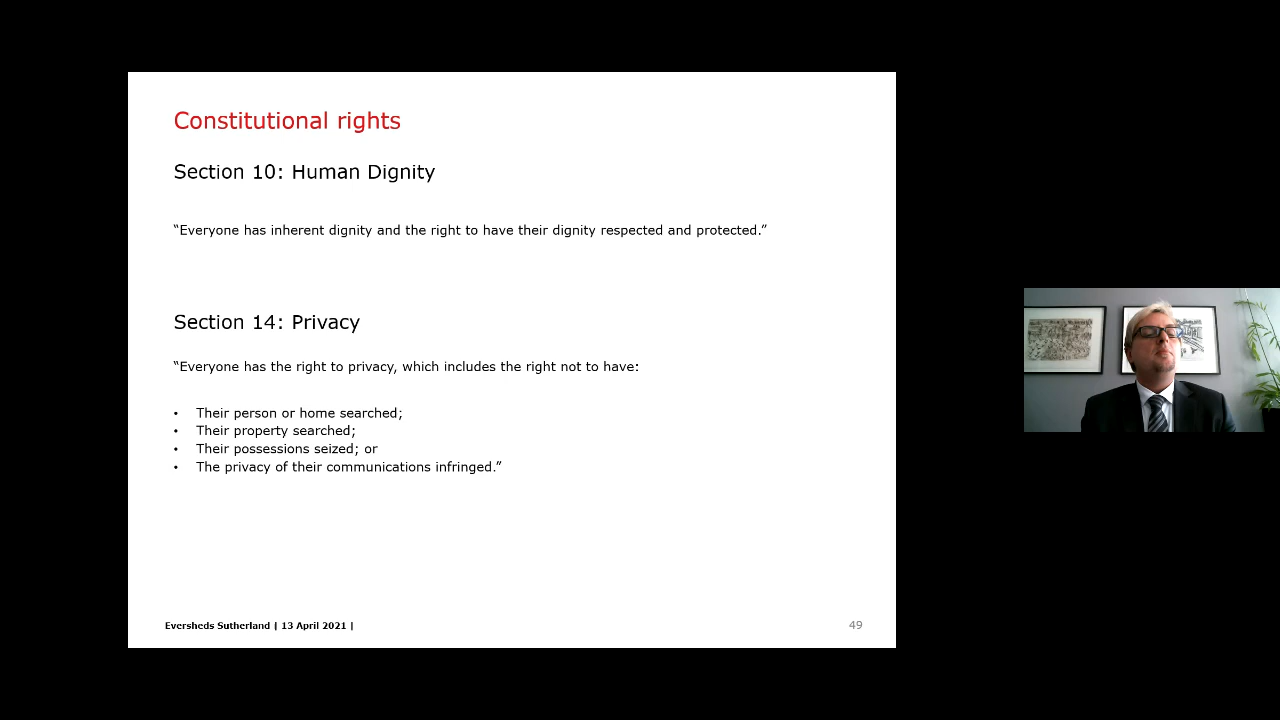 Constitutional rights
Section 10: Human Dignity
“Everyone has inherent dignity and the right to have their dignity respected and protected.”
Section 14: Privacy
“Everyone has the right to privacy, which includes the right not to have:
• Their person or home searched;
• Their property searched;
• Their possessions seized; or
• The privacy of their communications infringed.”
Eversheds Sutherland | 13 April 2021 |
49